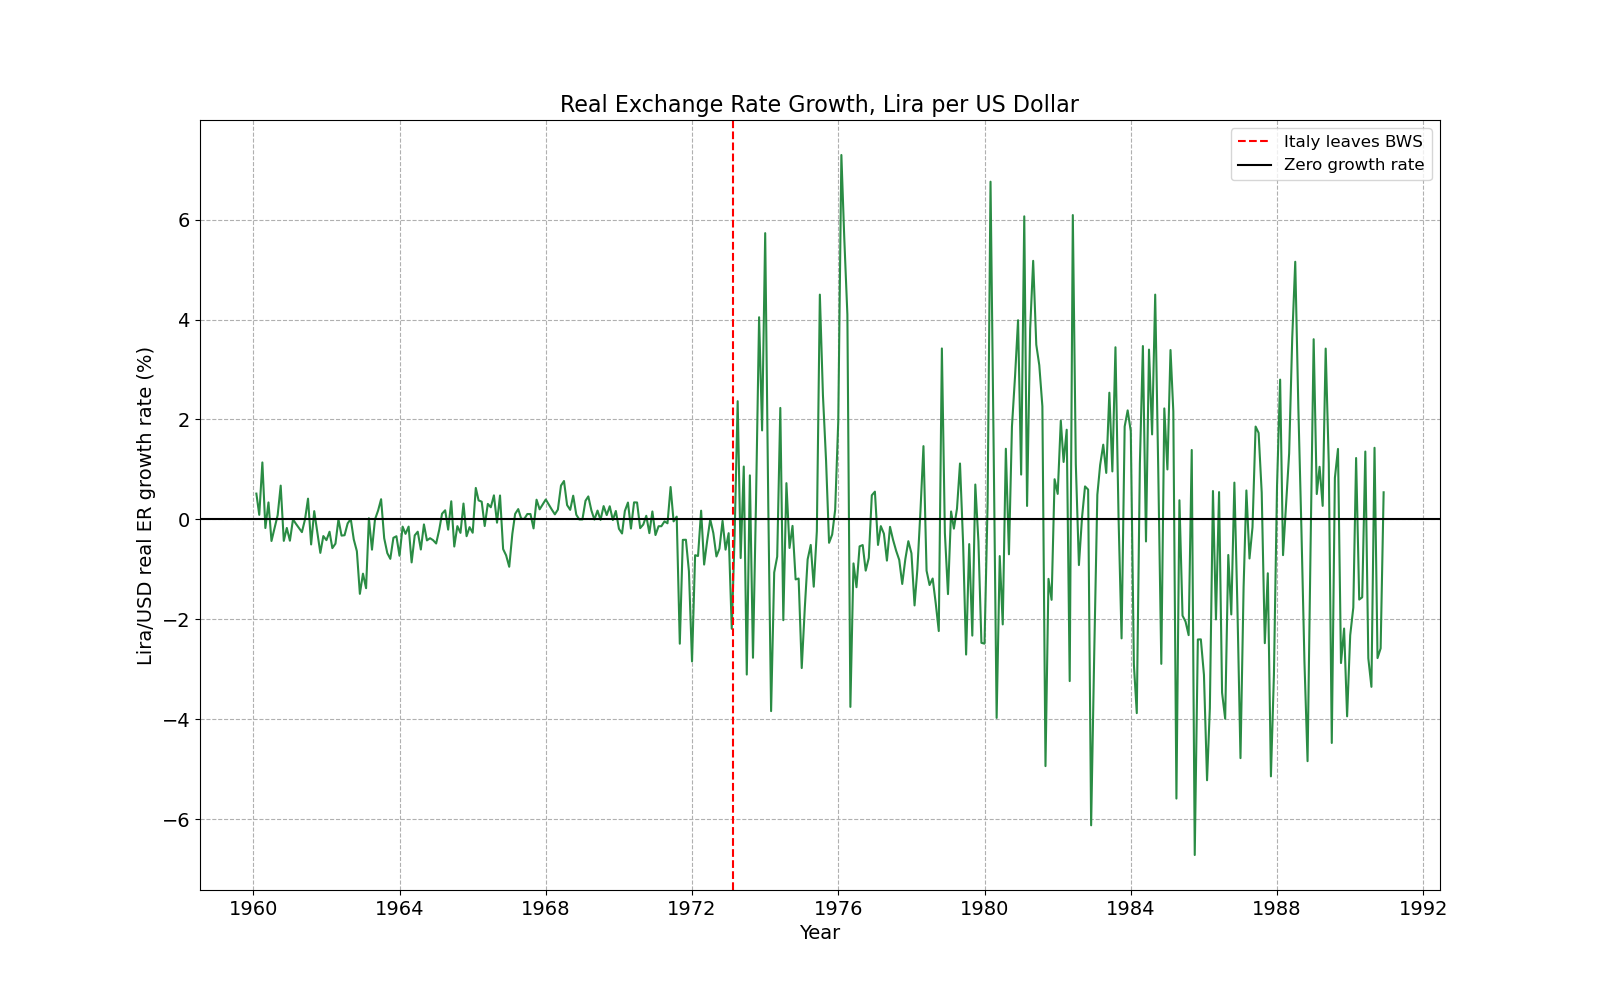 Real Exchange Rate Growth, Lira per US Dollar
Italy leaves BWS
Zero growth rate
Lira/USD real ER growth rate (%)
6
4
2
0
−2
−4
−6
1960 1964 1968 1972 1976 1980 1984 1988 1992
Year